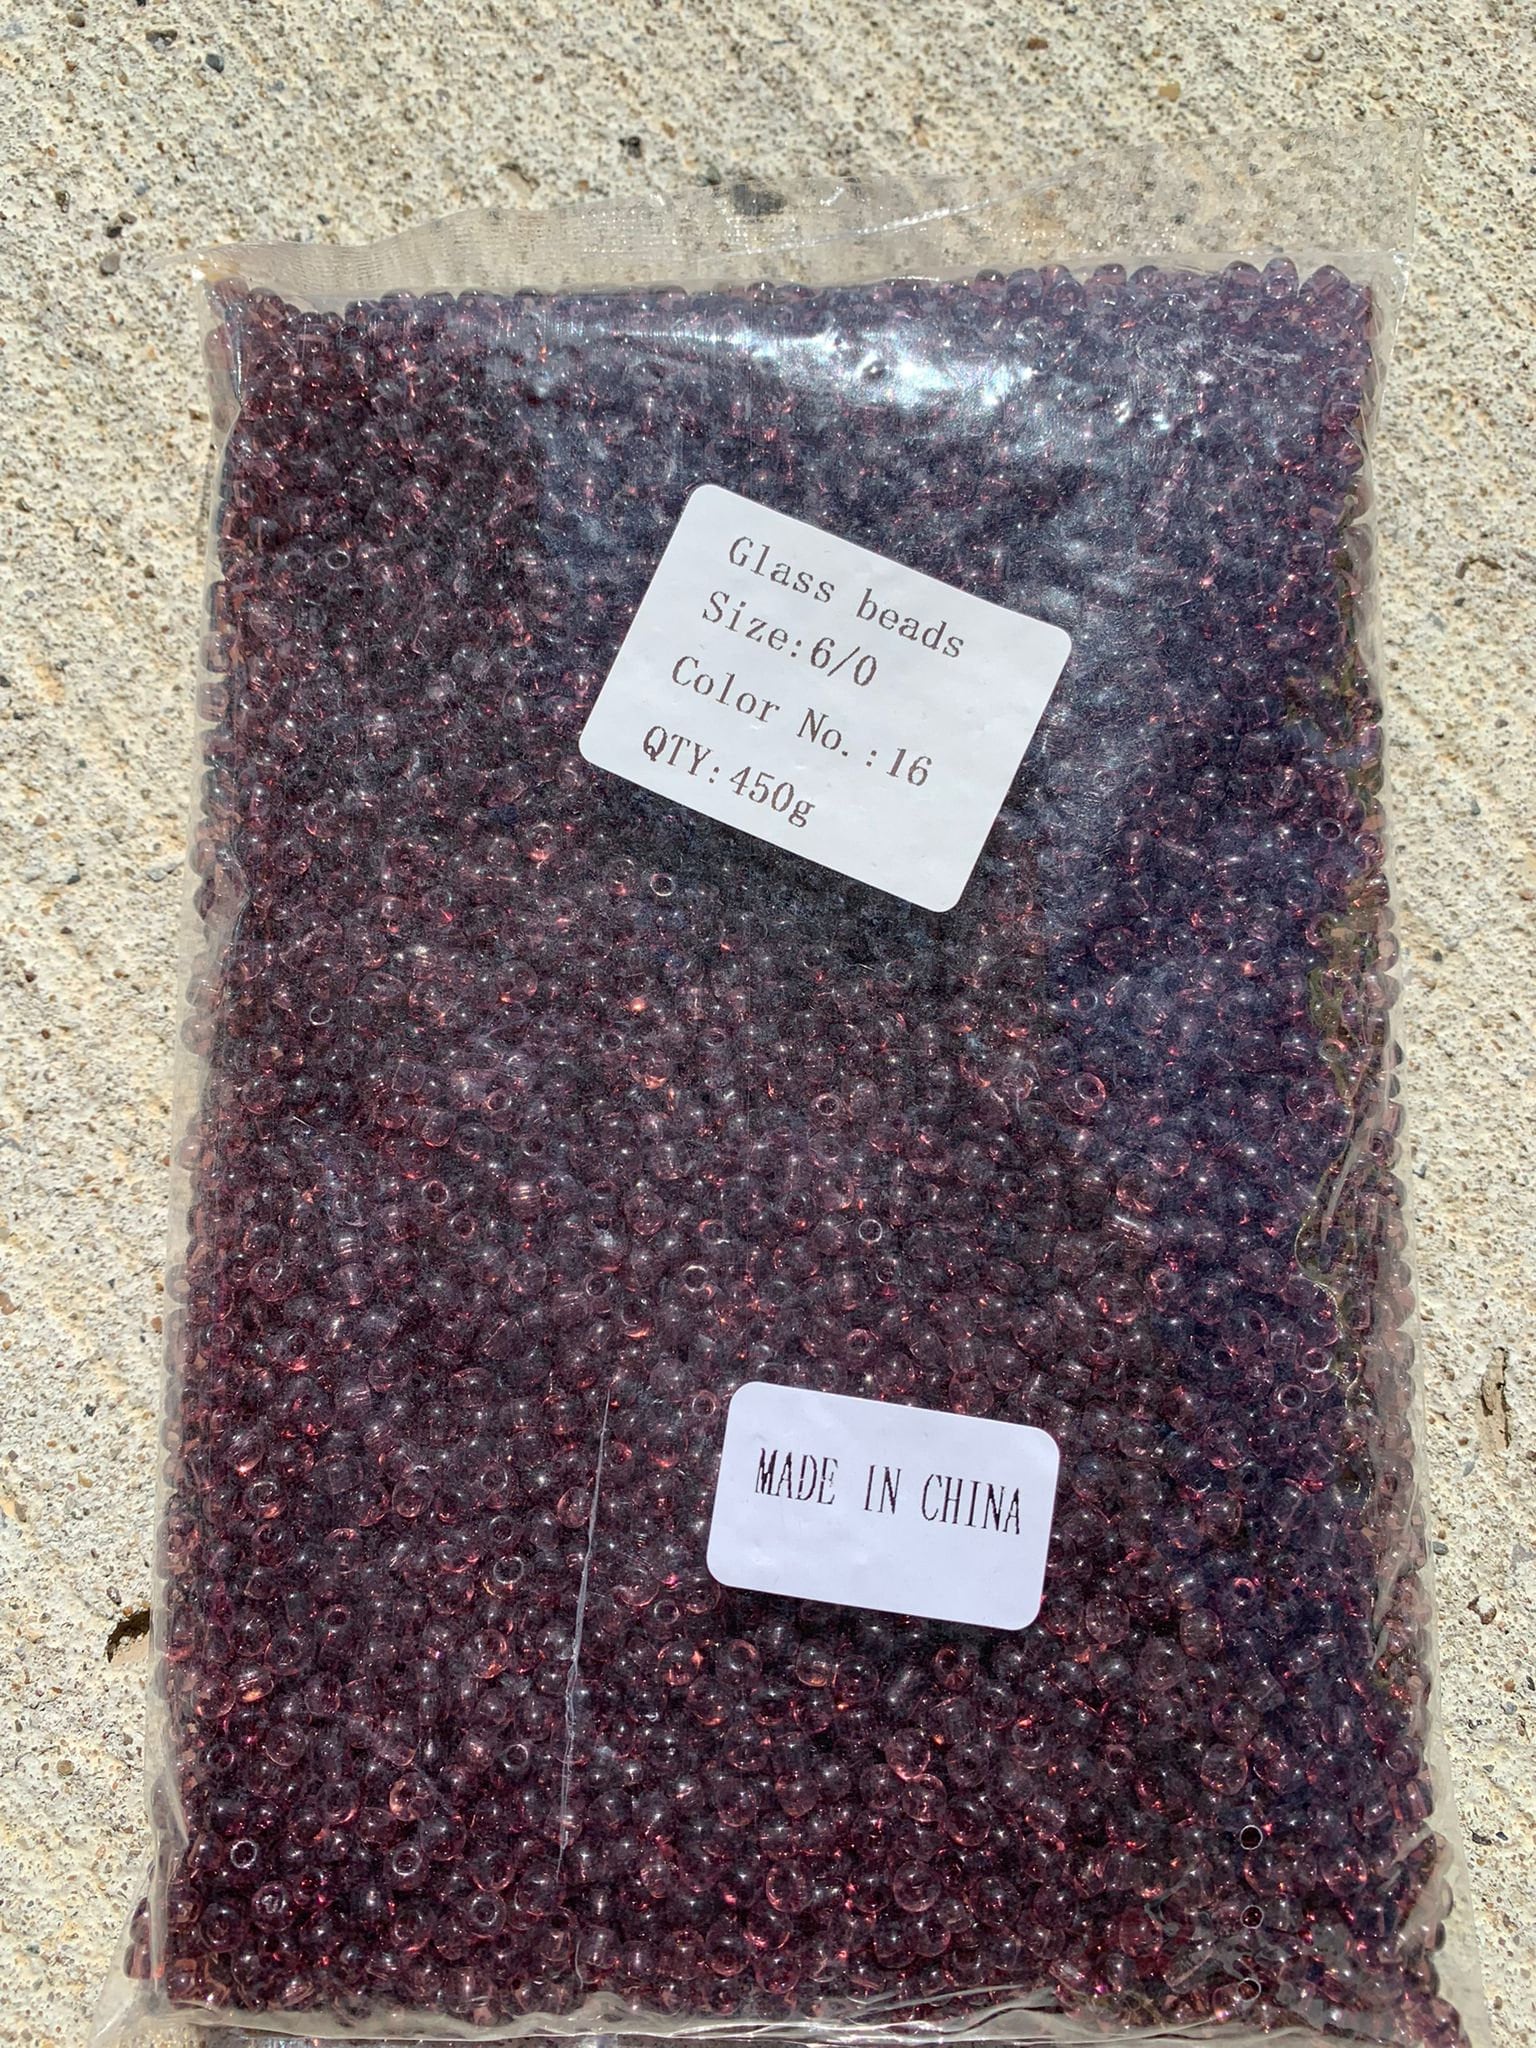 Glass beads
Size:6/0
Color No.:16
QTY:450g
MADE IN CHINA